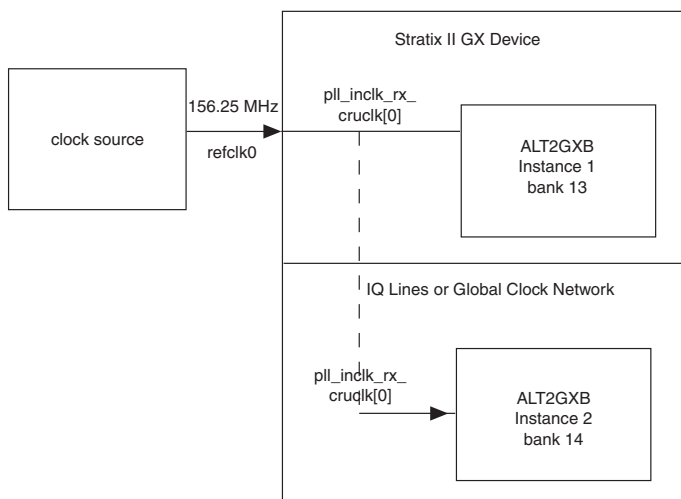 Stratix II GX Device
clock source
156.25 MHz
refclk0
pll_inclk_rx_
cruclk[0]
ALT2GXB
Instance 1
bank 13
IQ Lines or Global Clock Network
pll_inclk_rx_
cruclk[0]
ALT2GXB
Instance 2
bank 14